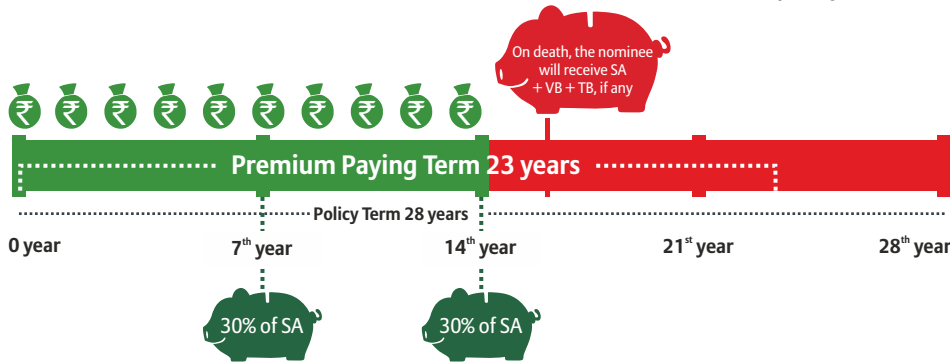 On death, the nominee
will receive SA
+ VB + TB, if any
₹ ₹ ₹ ₹ ₹ ₹ ₹ ₹ ₹ ₹
Premium Paying Term 23 years
Policy Term 28 years
0 year
7th year
14th year
21st year
28th year
30% of SA
30% of SA